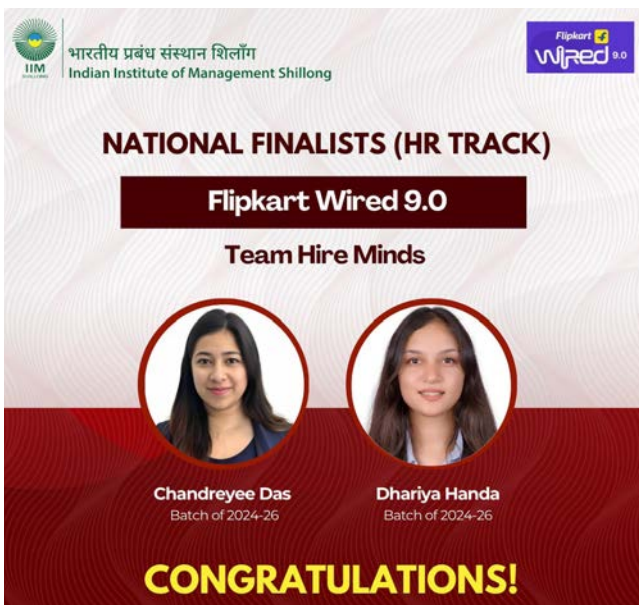 भारतीय प्रबंध संस्थान शिलाँग
IIM
Indian Institute of Management Shillong
Flipkart
WIRED 9.0
NATIONAL FINALISTS (HR TRACK)
Flipkart Wired 9.0
Team Hire Minds
Chandreyee Das
Batch of 2024-26
Dhariya Handa
Batch of 2024-26
CONGRATULATIONS!